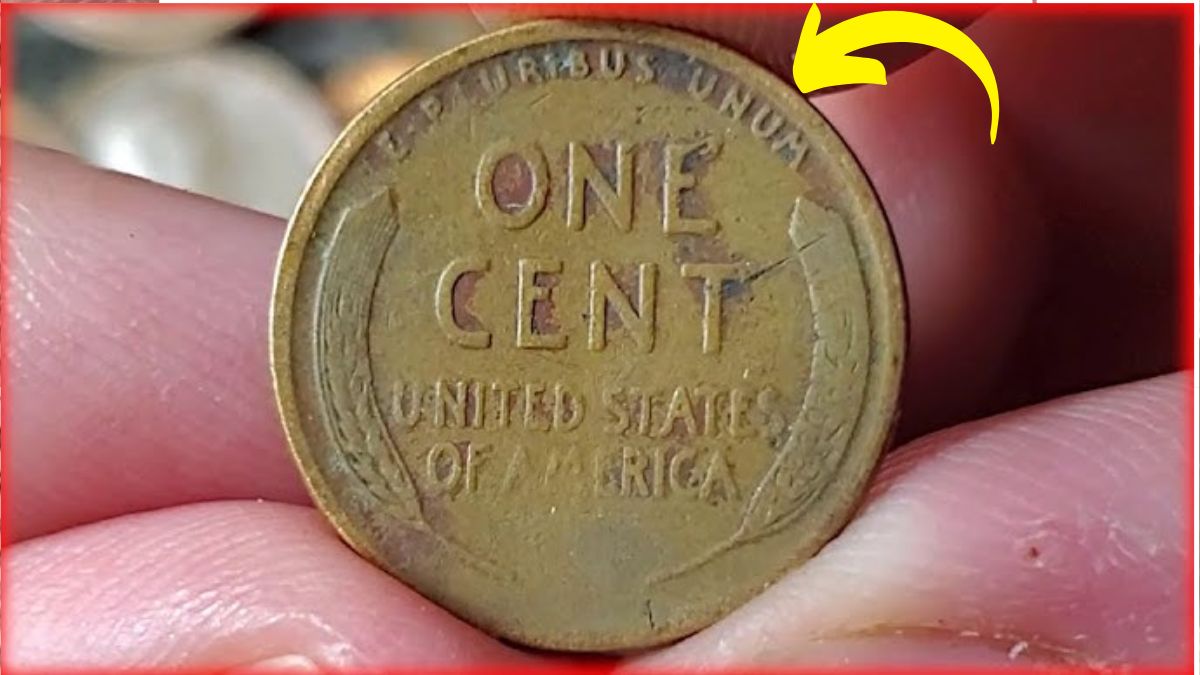 E·PLURIBUS·UNUM
ONE
CENT
UNITED STATES
OF AMERICA